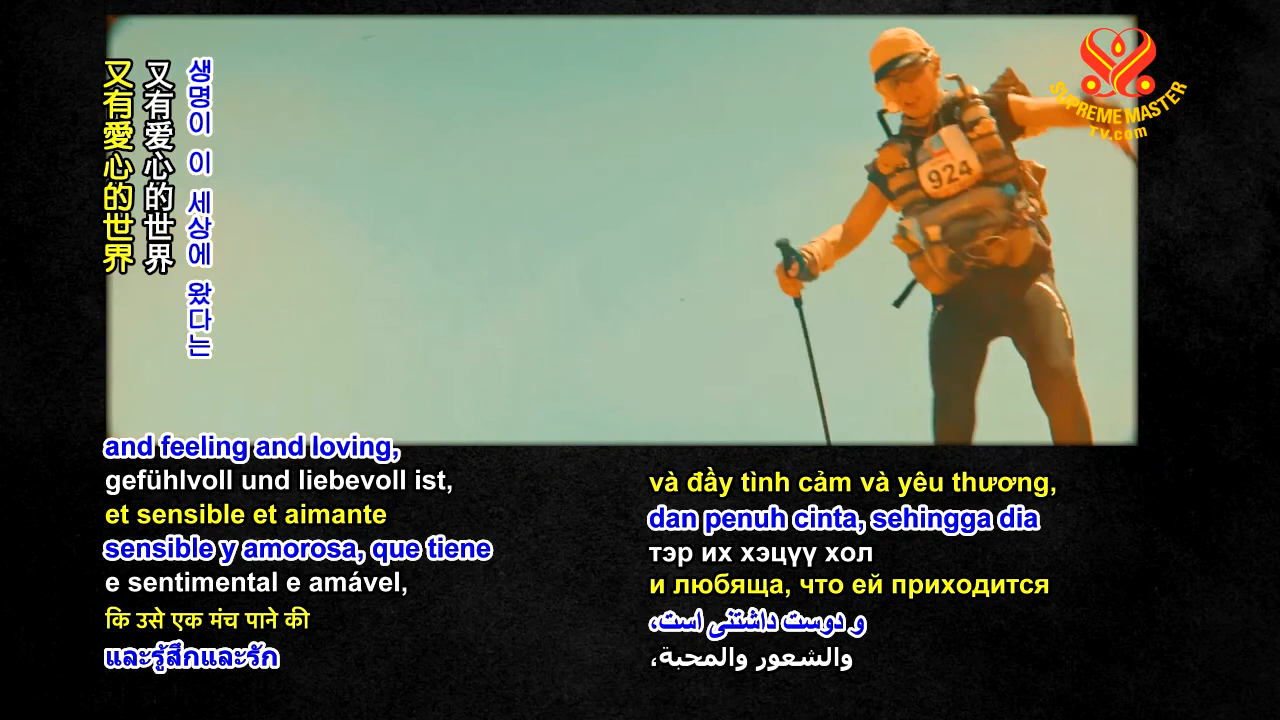 又有愛心的世界
又有爱心的世界
생명이 이 세상에 왔다는
924
SUPREME MASTER
TV.com
and feeling and loving,
gefühlvoll und liebevoll ist,
et sensible et aimante
sensible y amorosa, que tiene
e sentimental e amável,
कि उसे एक मंच पाने की
และรู้สึกและรัก
và đầy tình cảm và yêu thương,
dan penuh cinta, sehingga dia
тэр их хэцүү хол
и любяща, что ей приходится
و دوست داشتنی است،
والشعور والمحبة،